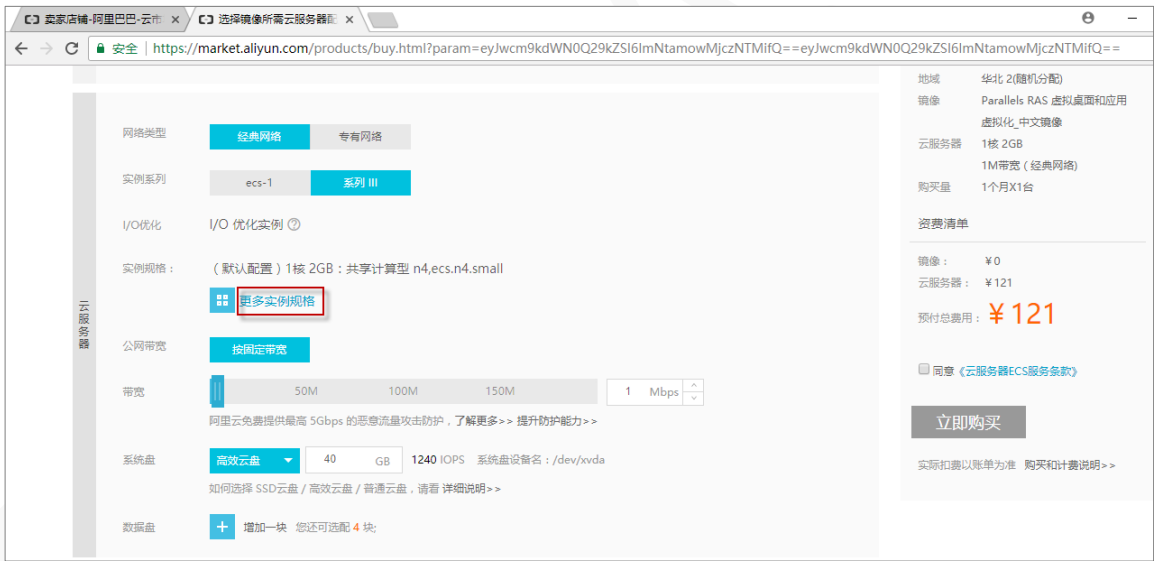 卖家店铺-阿里巴巴-云市 ×
选择镜像所需云服务器配 ×
安全 | https://market.aliyun.com/products/buy.html?param=eyJwcm9kdWN0Q29kZSI6ImNtamowMjczNTMifQ==eyJwcm9kdWN0Q29kZSI6ImNtamowMjczNTMifQ==
云服务器
网络类型 经典网络 专有网络
实例系列 ecs-1 系列 III
I/O优化 I/O 优化实例 ?
实例规格： （默认配置）1核 2GB：共享计算型 n4,ecs.n4.small
更多实例规格
公网带宽 按固定带宽
带宽 50M 100M 150M 1 Mbps
阿里云免费提供最高 5Gbps 的恶意流量攻击防护，了解更多>> 提升防护能力>>
系统盘 高效云盘 40 GB 1240 IOPS 系统盘设备名：/dev/xvda
如何选择 SSD云盘 / 高效云盘 / 普通云盘，请看 详细说明>>
数据盘 + 增加一块 您还可选配 4 块;
地域 华北 2(随机分配)
镜像 Parallels RAS 虚拟桌面和应用
虚拟化_中文镜像
云服务器 1核 2GB
1M带宽（经典网络)
购买量 1个月X1台
资费清单
镜像： ¥0
云服务器： ¥121
预付总费用： ¥121
同意《云服务器ECS服务条款》
立即购买
实际扣费以账单为准 购买和计费说明>>